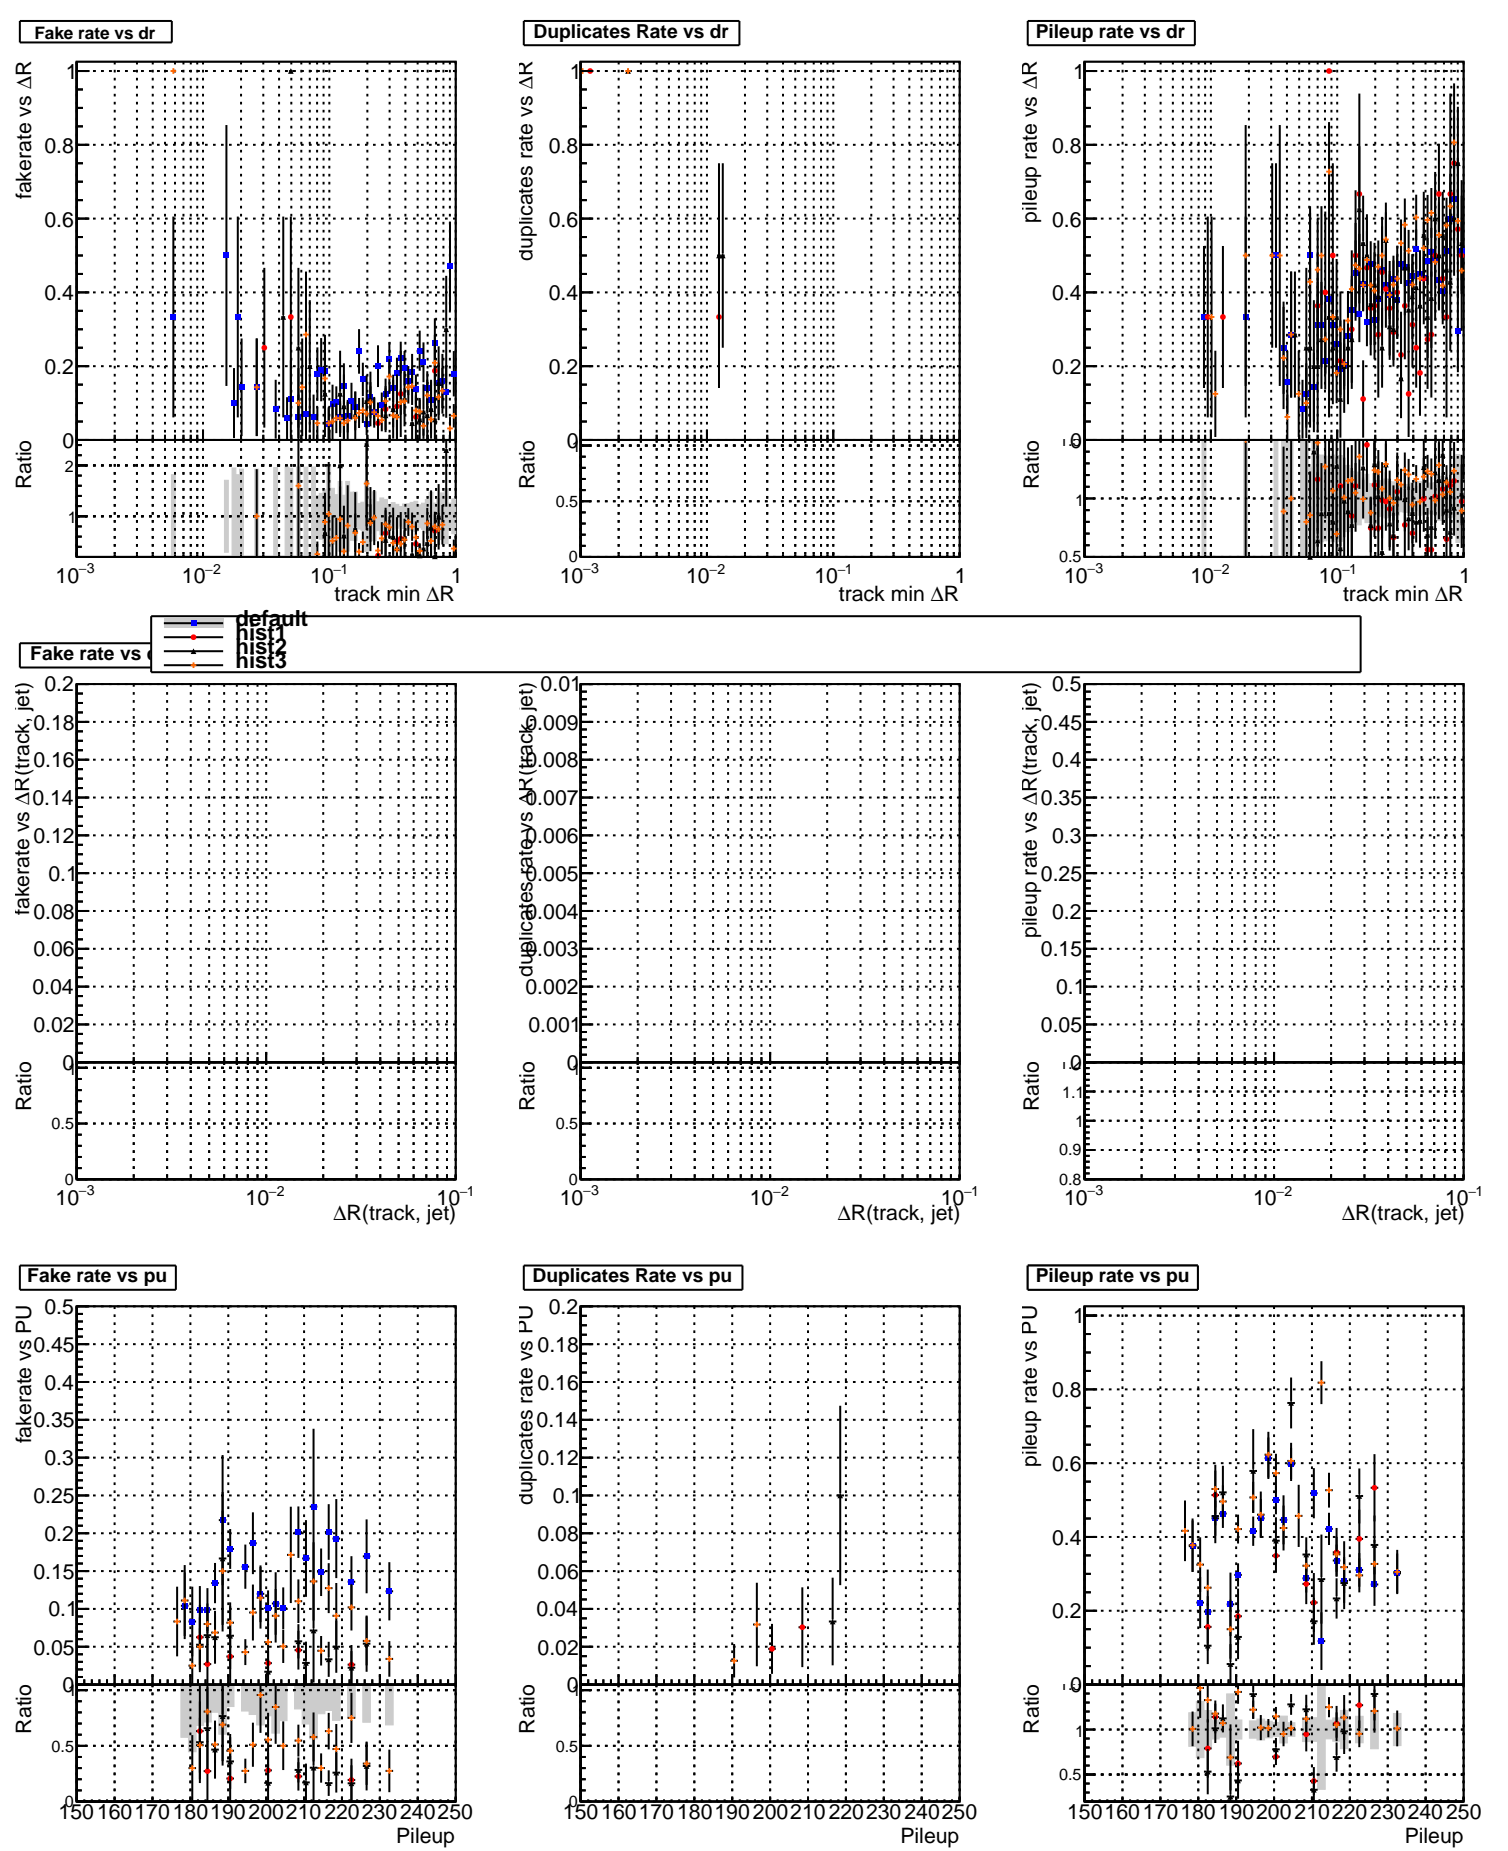 Fake rate vs dr
fakerate vs ΔR
1
0.8
0.6
0.4
0.2
0
Ratio
2
1
10⁻³ 10⁻² 10⁻¹ 1
track min ΔR
Duplicates Rate vs dr
duplicates rate vs ΔR
1
0.8
0.6
0.4
0.2
0
Ratio
1
0.5
0
10⁻³ 10⁻² 10⁻¹ 1
track min ΔR
Pileup rate vs dr
pileup rate vs ΔR
1
0.8
0.6
0.4
0.2
0
Ratio
1
0.5
10⁻³ 10⁻² 10⁻¹ 1
track min ΔR
default
hist1
hist2
hist3
Fake rate vs
fakerate vs ΔR(track, jet)
0.2
0.18
0.16
0.14
0.12
0.1
0.08
0.06
0.04
0.02
0
Ratio
1
0.5
0
10⁻³ 10⁻² 10⁻¹
ΔR(track, jet)
duplicates rate vs ΔR(track, jet)
0.01
0.009
0.008
0.007
0.006
0.005
0.004
0.003
0.002
0.001
0
Ratio
1
0.5
0
10⁻³ 10⁻² 10⁻¹
ΔR(track, jet)
pileup rate vs ΔR(track, jet)
0.5
0.45
0.4
0.35
0.3
0.25
0.2
0.15
0.1
0.05
0
Ratio
1.1
1
0.9
0.8
10⁻³ 10⁻² 10⁻¹
ΔR(track, jet)
Fake rate vs pu
fakerate vs PU
0.5
0.45
0.4
0.35
0.3
0.25
0.2
0.15
0.1
0.05
0
Ratio
1
0.5
0
150 160 170 180 190 200 210 220 230 240 250
Pileup
Duplicates Rate vs pu
duplicates rate vs PU
0.2
0.18
0.16
0.14
0.12
0.1
0.08
0.06
0.04
0.02
0
Ratio
1
0.5
0
150 160 170 180 190 200 210 220 230 240 250
Pileup
Pileup rate vs pu
pileup rate vs PU
1
0.8
0.6
0.4
0.2
0
Ratio
1
0.5
150 160 170 180 190 200 210 220 230 240 250
Pileup